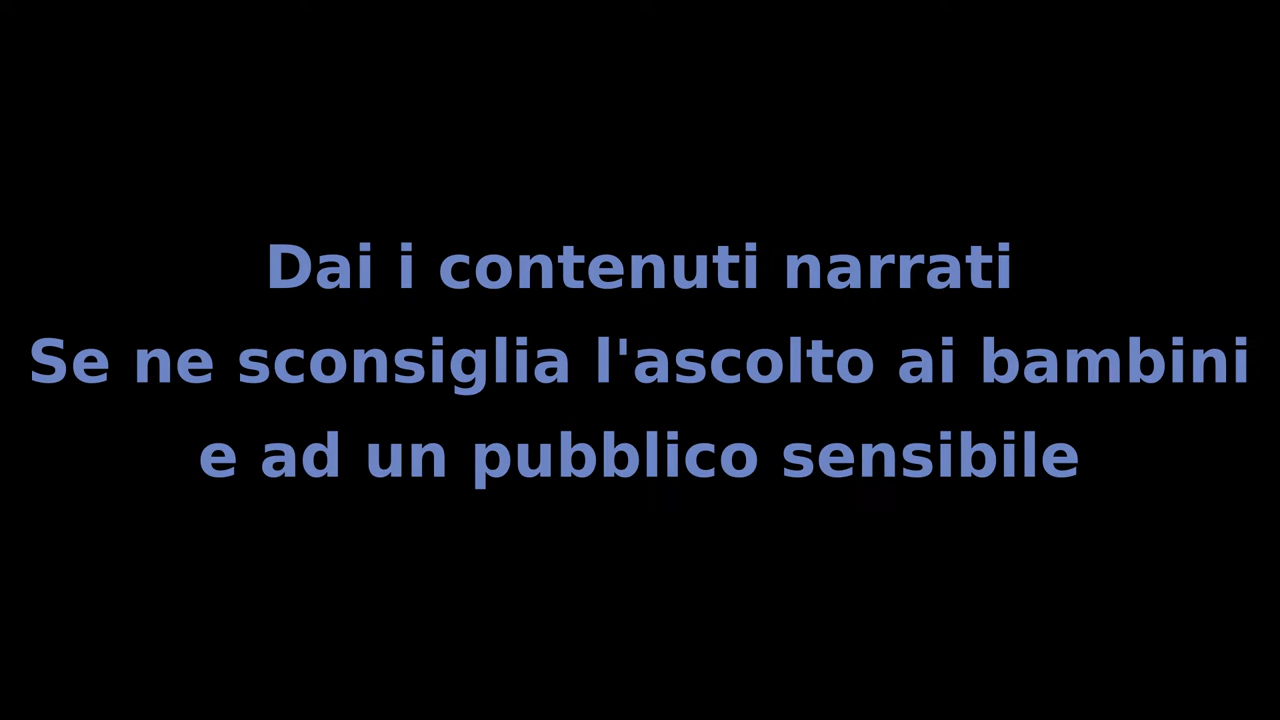 Dai i contenuti narrati
Se ne sconsiglia l'ascolto ai bambini
e ad un pubblico sensibile